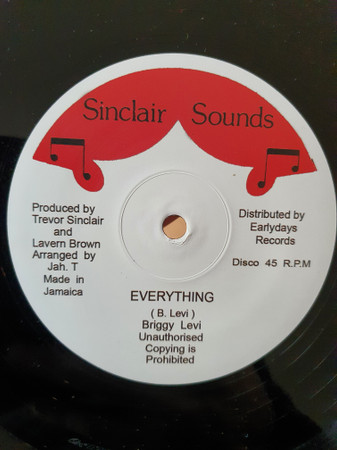 Sinclair Sounds
Produced by
Trevor Sinclair
and
Lavern Brown
Arranged by
Jah. T
Made in
Jamaica
Distributed by
Earlydays
Records
Disco 45 R.P.M
EVERYTHING
( B. Levi )
Briggy Levi
Unauthorised
Copying is
Prohibited